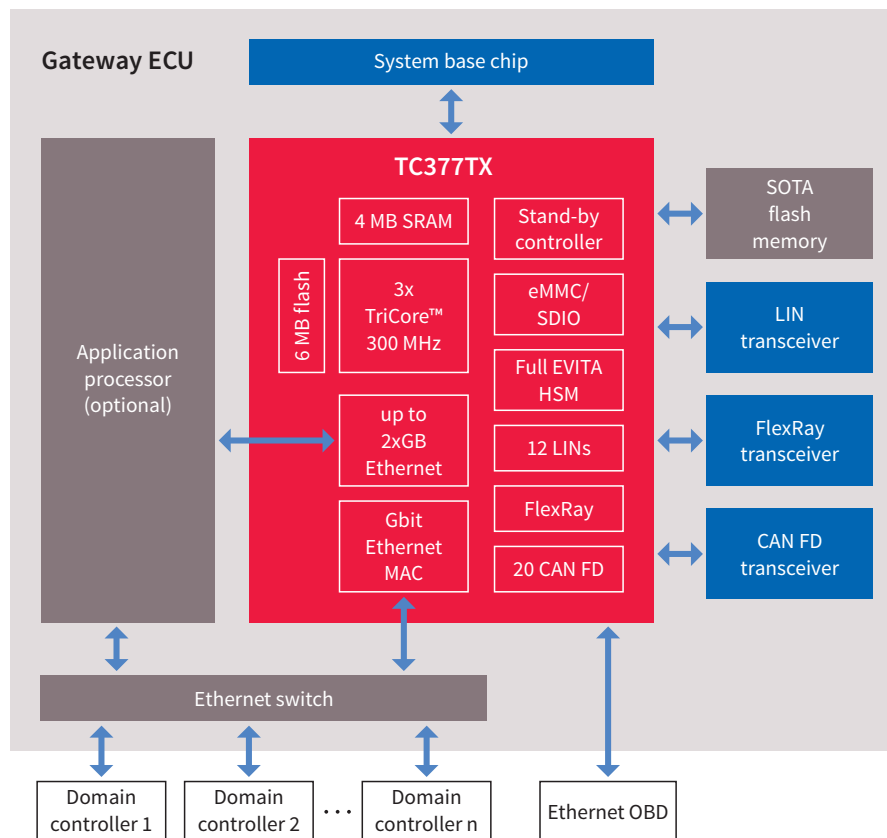 Gateway ECU
System base chip
TC377TX
4 MB SRAM
6 MB flash
3x
TriCore™
300 MHz
up to
2xGB
Ethernet
Gbit
Ethernet
MAC
Stand-by
controller
eMMC/
SDIO
Full EVITA
HSM
12 LINs
FlexRay
20 CAN FD
Application
processor
(optional)
SOTA
flash
memory
LIN
transceiver
FlexRay
transceiver
CAN FD
transceiver
Ethernet switch
Domain
controller 1
Domain
controller 2
...
Domain
controller n
Ethernet OBD